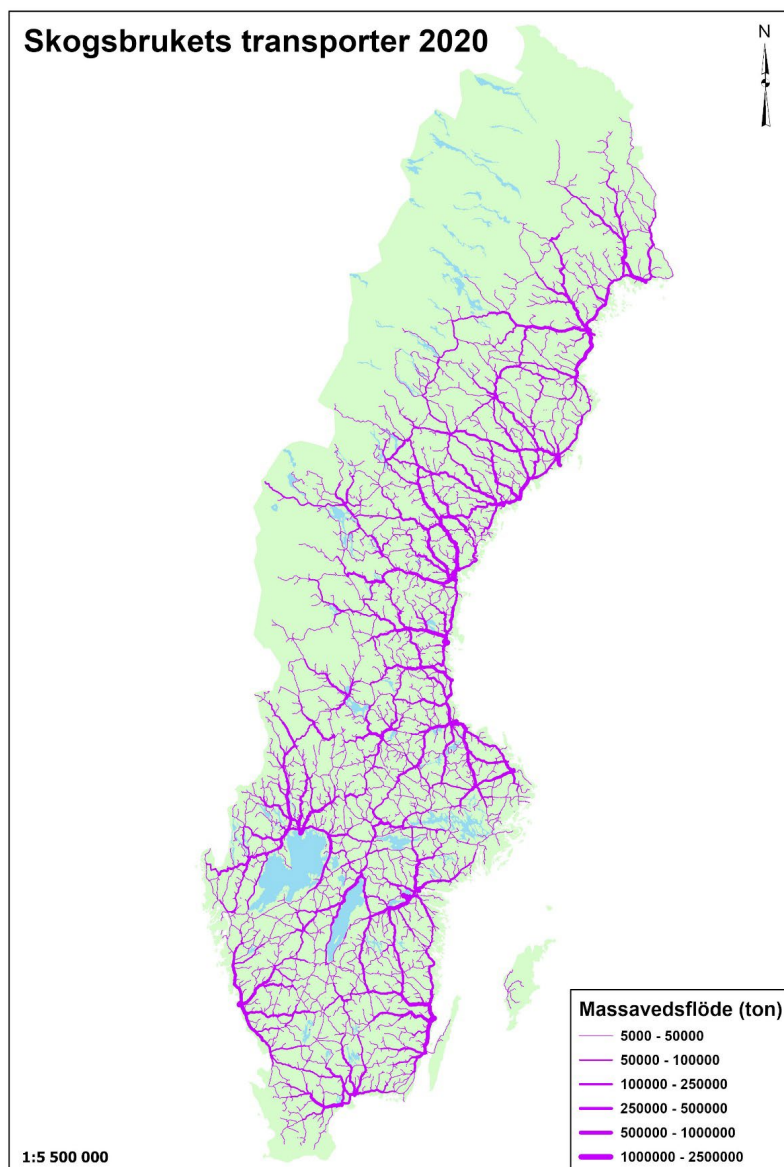 Skogsbrukets transporter 2020
N
Massavedsflöde (ton)
5000 - 50000
50000 - 100000
100000 - 250000
250000 - 500000
500000 - 1000000
1000000 - 2500000
1:5 500 000